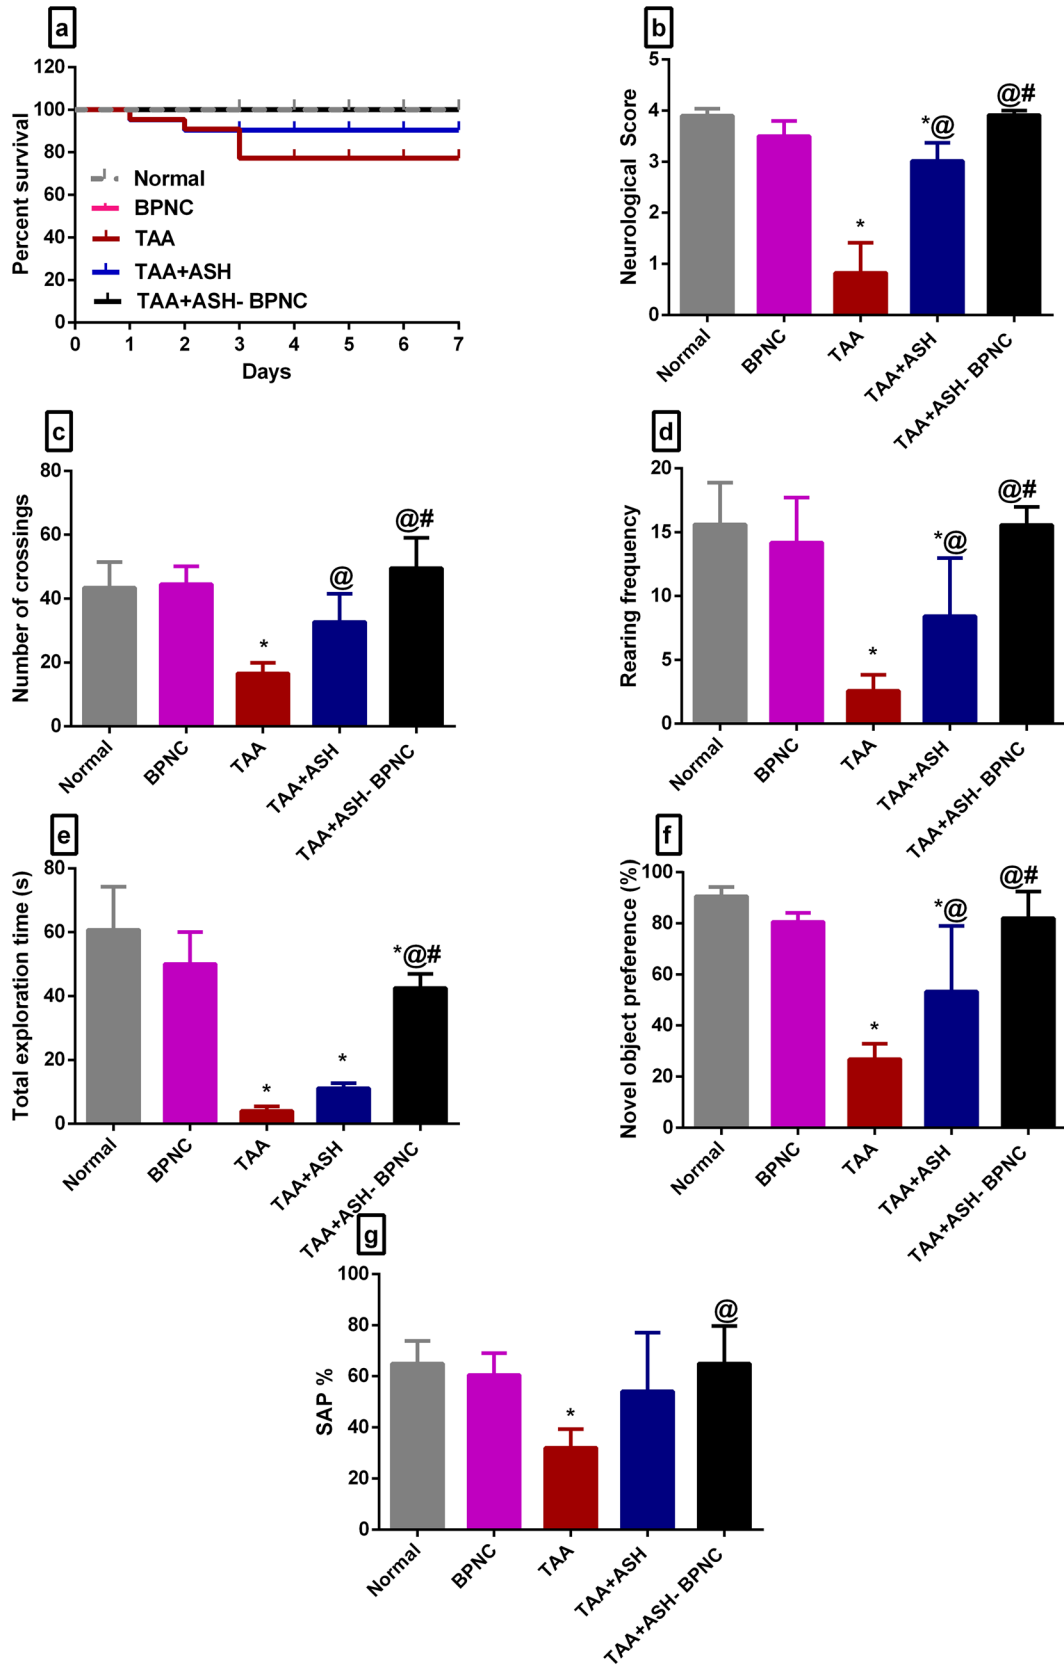 a
120
100
80
60
40
20
0
Percent survival
Normal
BPNC
TAA
TAA+ASH
TAA+ASH- BPNC
0 1 2 3 4 5 6 7
Days
b
5
4
3
2
1
0
Neurological Score
*
*@
@#
Normal BPNC TAA TAA+ASH TAA+ASH- BPNC
c
80
60
40
20
0
Number of crossings
*
@
@#
Normal BPNC TAA TAA+ASH TAA+ASH- BPNC
d
20
15
10
5
0
Rearing frequency
*
*@
@#
Normal BPNC TAA TAA+ASH TAA+ASH- BPNC
e
80
60
40
20
0
Total exploration time (s)
*
*
*@#
Normal BPNC TAA TAA+ASH TAA+ASH- BPNC
f
100
80
60
40
20
0
Novel object preference (%)
*
*@
@#
Normal BPNC TAA TAA+ASH TAA+ASH- BPNC
g
100
80
60
40
20
0
SAP %
*
@
Normal BPNC TAA TAA+ASH TAA+ASH- BPNC